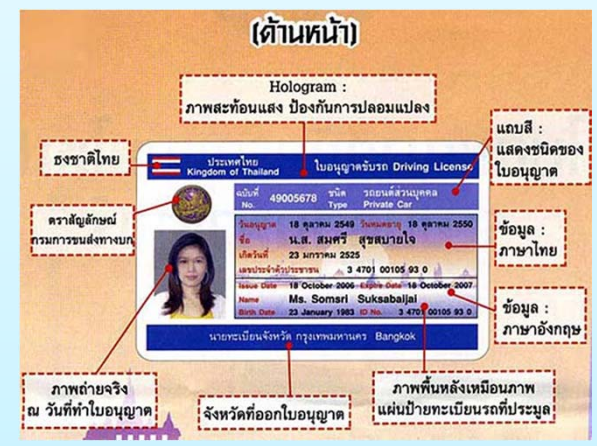 (ด้านหน้า)
Hologram :
ภาพสะท้อนแสง ป้องกันการปลอมแปลง
แถบสี :
แสดงชนิดของ
ใบอนุญาต
ธงชาติไทย
ประเทศไทย
Kingdom of Thailand
ใบอนุญาตขับรถ Driving License
ฉบับที่ 49005678 ชนิด รถยนต์ส่วนบุคคล
No. Type Private Car
ตราสัญลักษณ์
กรมการขนส่งทางบก
วันอนุญาต 18 ตุลาคม 2549 วันหมดอายุ 18 ตุลาคม 2550
ชื่อ น.ส. สมศรี สุขสบายใจ
เกิดวันที่ 23 มกราคม 2525
เลขประจำตัวประชาชน 3 4701 00105 93 0
ข้อมูล :
ภาษาไทย
Issue Date 18 October 2006 Expire Date 18 October 2007
Name Ms. Somsri Suksabaijai
Birth Date 23 January 1983 ID No. 3 4701 00105 93 0
ข้อมูล :
ภาษาอังกฤษ
นายทะเบียนจังหวัด กรุงเทพมหานคร Bangkok
ภาพถ่ายจริง
ณ วันที่ทำใบอนุญาต
จังหวัดที่ออกใบอนุญาต
ภาพพื้นหลังเหมือนภาพ
แผ่นป้ายทะเบียนรถที่ประมูล